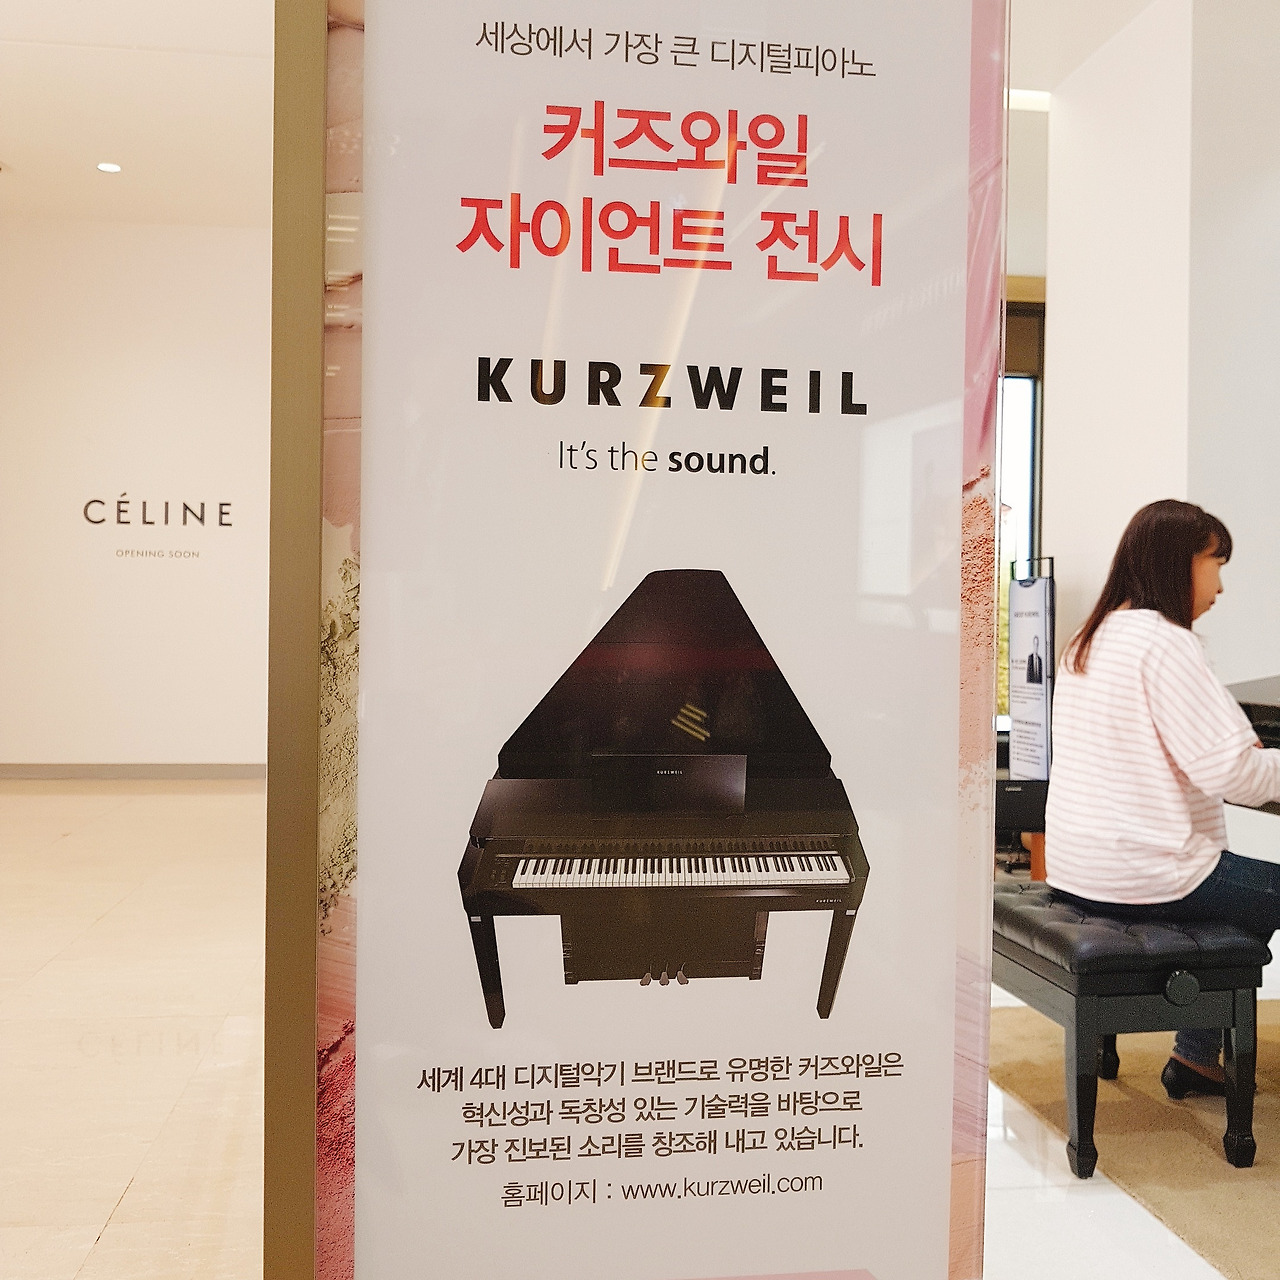 세상에서 가장 큰 디지털피아노
커즈와일
자이언트 전시
KURZWEIL
It's the sound.
CÉLINE
OPENING SOON
KURZWEIL
KURZWEIL
세계 4대 디지털악기 브랜드로 유명한 커즈와일은
혁신성과 독창성 있는 기술력을 바탕으로
가장 진보된 소리를 창조해 내고 있습니다.
홈페이지 : www.kurzweil.com